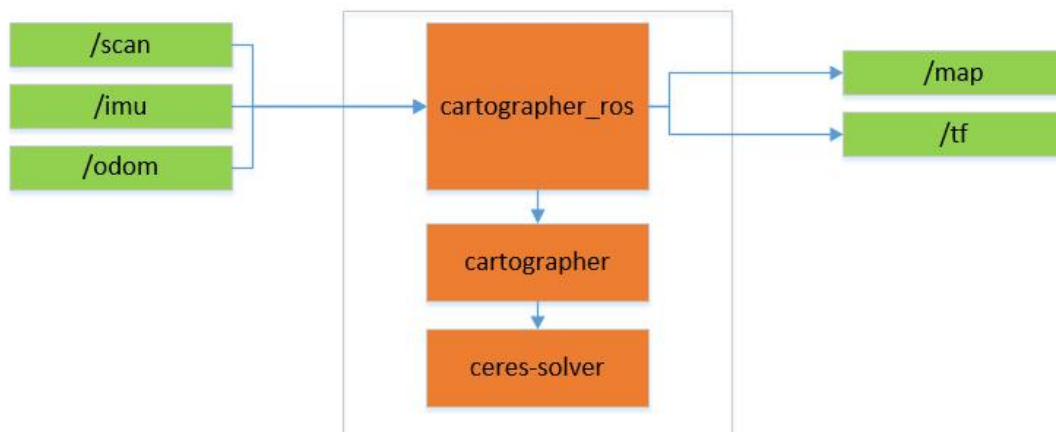 /scan
/imu
/odom
cartographer_ros
cartographer
ceres-solver
/map
/tf